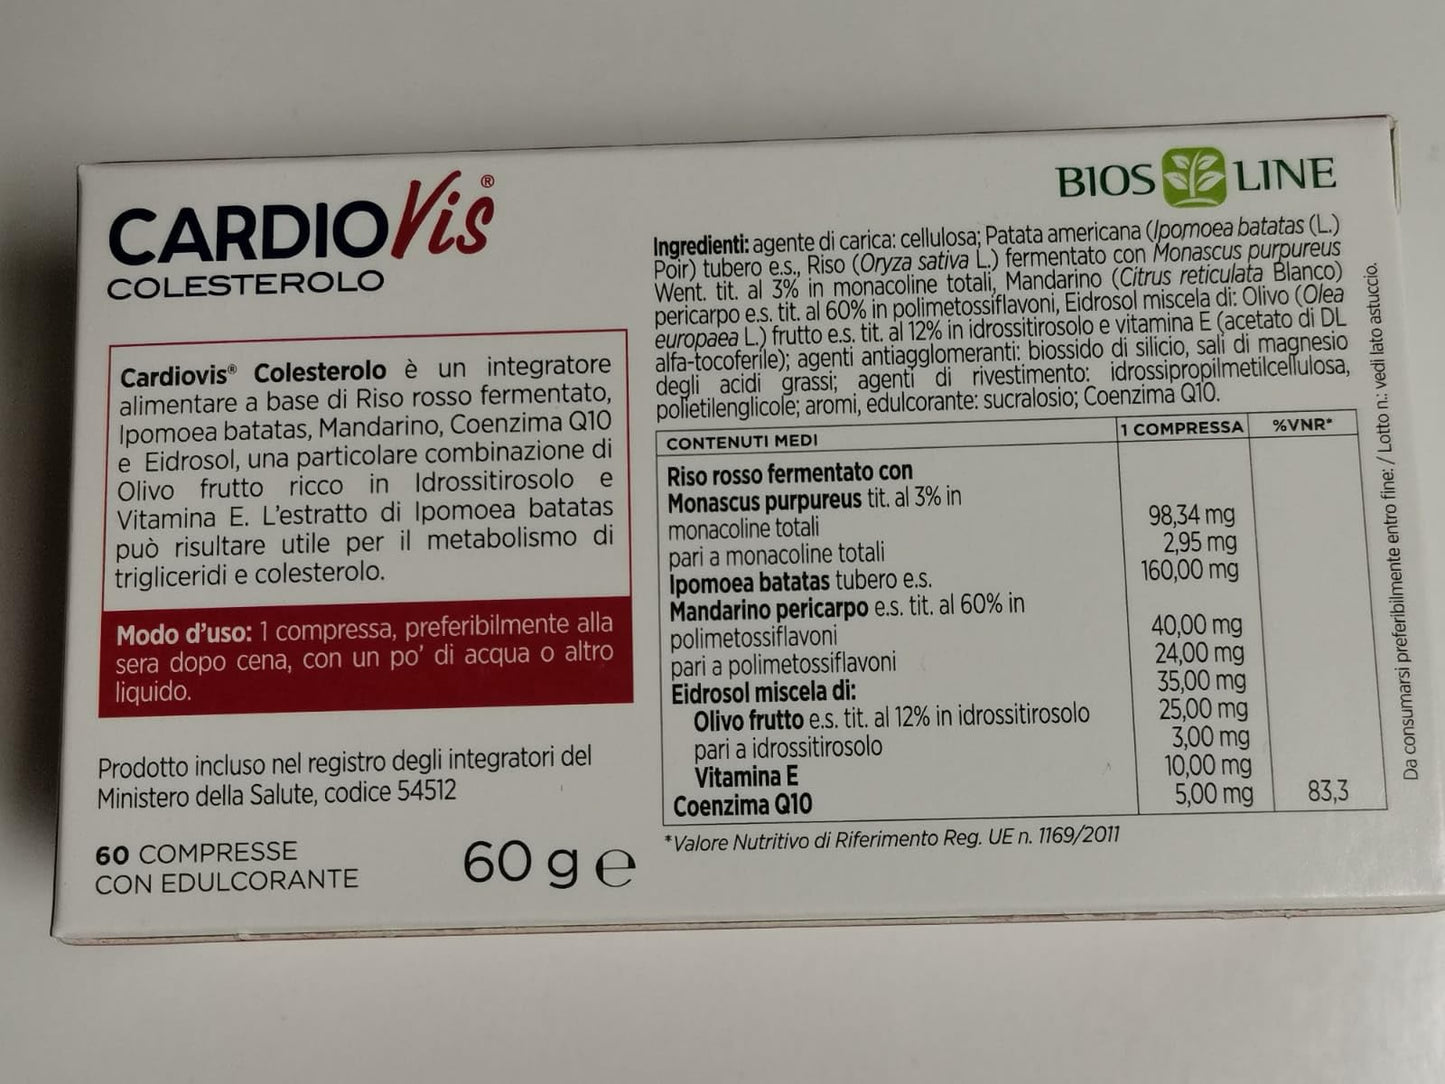 CARDIOVis®
COLESTEROLO
Cardiovis® Colesterolo è un integratore
alimentare a base di Riso rosso fermentato,
Ipomoea batatas, Mandarino, Coenzima Q10
e Eidrosol, una particolare combinazione di
Olivo frutto ricco in Idrossitirosolo e
Vitamina E. L'estratto di Ipomoea batatas
può risultare utile per il metabolismo di
trigliceridi e colesterolo.
Modo d'uso: 1 compressa, preferibilmente alla
sera dopo cena, con un po' di acqua o altro
liquido.
Prodotto incluso nel registro degli integratori del
Ministero della Salute, codice 54512
60 COMPRESSE
CON EDULCORANTE
60 g e
BIOS LINE
Ingredienti: agente di carica: cellulosa; Patata americana (Ipomoea batatas (L.)
Poir) tubero e.s., Riso (Oryza sativa L.) fermentato con Monascus purpureus
Went. tit. al 3% in monacoline totali, Mandarino (Citrus reticulata Blanco)
pericarpo e.s. tit. al 60% in polimetossiflavoni, Eidrosol miscela di: Olivo (Olea
europaea L.) frutto e.s. tit. al 12% in idrossitirosolo e vitamina E (acetato di DL
alfa-tocoferile); agenti antiagglomeranti: biossido di silicio, sali di magnesio
degli acidi grassi; agenti di rivestimento: idrossipropilmetilcellulosa,
polietilenglicole; aromi, edulcorante: sucralosio; Coenzima Q10.
CONTENUTI MEDI 1 COMPRESSA %VNR*
Riso rosso fermentato con
Monascus purpureus tit. al 3% in
monacoline totali 98,34 mg
pari a monacoline totali 2,95 mg
Ipomoea batatas tubero e.s. 160,00 mg
Mandarino pericarpo e.s. tit. al 60% in
polimetossiflavoni 40,00 mg
pari a polimetossiflavoni 24,00 mg
Eidrosol miscela di: 35,00 mg
Olivo frutto e.s. tit. al 12% in idrossitirosolo 25,00 mg
pari a idrossitirosolo 3,00 mg
Vitamina E 10,00 mg 83,3
Coenzima Q10 5,00 mg
*Valore Nutritivo di Riferimento Reg. UE n. 1169/2011
Da consumarsi preferibilmente entro fine: / Lotto n.: vedi lato astuccio.